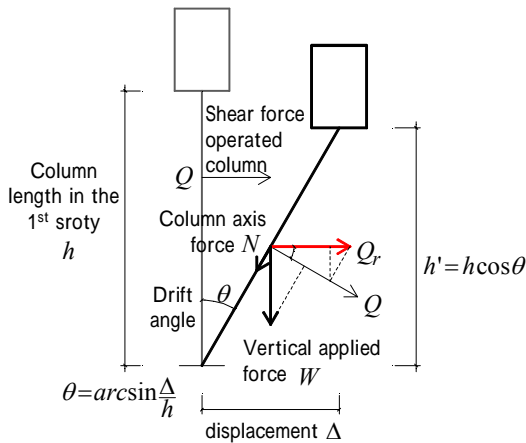 Shear force
operated
column
Q
Column
length in the
1st sroty
h
Column axis
force N
Q_r
h'=hcosθ
Drift
angle
θ
Q
Vertical applied
force W
θ=arcsin Δ/h
displacement Δ